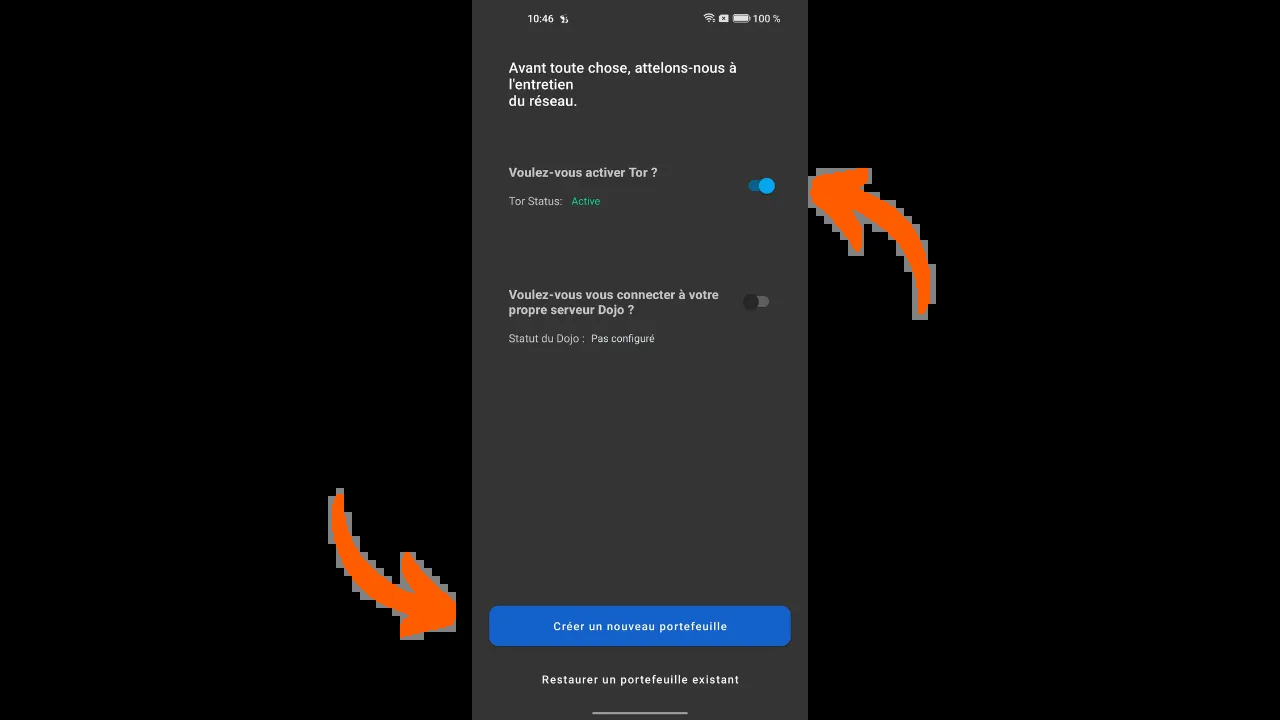 10:46
100 %
Avant toute chose, attelons-nous à
l'entretien
du réseau.
Voulez-vous activer Tor ?
Tor Status: Active
Voulez-vous vous connecter à votre
propre serveur Dojo ?
Statut du Dojo : Pas configuré
Créer un nouveau portefeuille
Restaurer un portefeuille existant